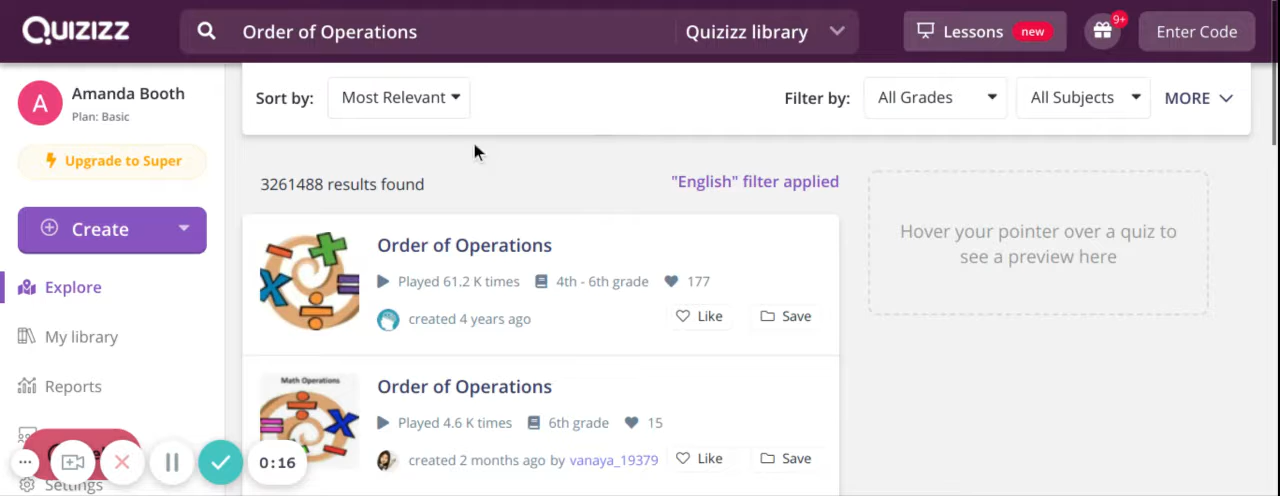 QUIZIZZ
Order of Operations
Quizizz library
Lessons new
9+
Enter Code
A
Amanda Booth
Plan: Basic
Upgrade to Super
Create
Explore
My library
Reports
Settings
0:16
Sort by: Most Relevant
Filter by: All Grades All Subjects MORE
3261488 results found
"English" filter applied
Order of Operations
Played 61.2 K times 4th - 6th grade 177
created 4 years ago
Like Save
Math Operations
Order of Operations
Played 4.6 K times 6th grade 15
created 2 months ago by vanaya_19379
Like Save
Hover your pointer over a quiz to
see a preview here